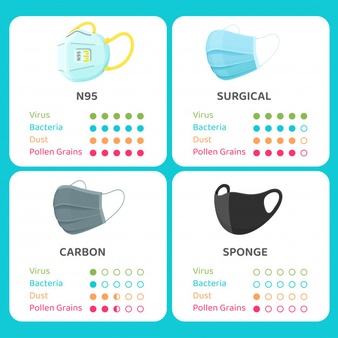 N95
Virus
Bacteria
Dust
Pollen Grains
SURGICAL
Virus
Bacteria
Dust
Pollen Grains
CARBON
Virus
Bacteria
Dust
Pollen Grains
SPONGE
Virus
Bacteria
Dust
Pollen Grains